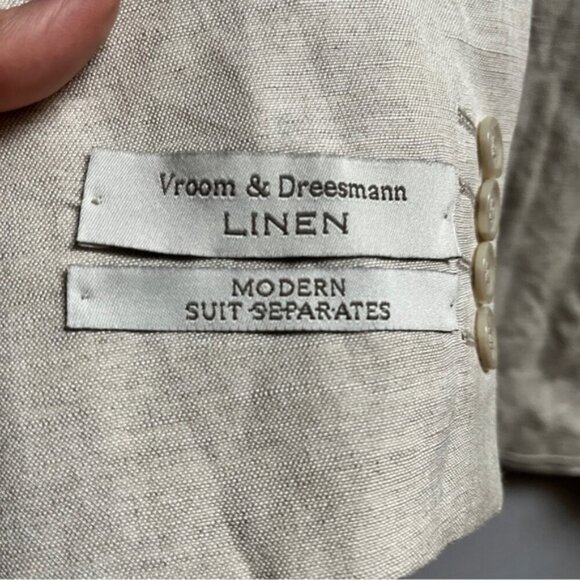 Vroom & Dreesmann
LINEN
MODERN
SUIT SEPARATES